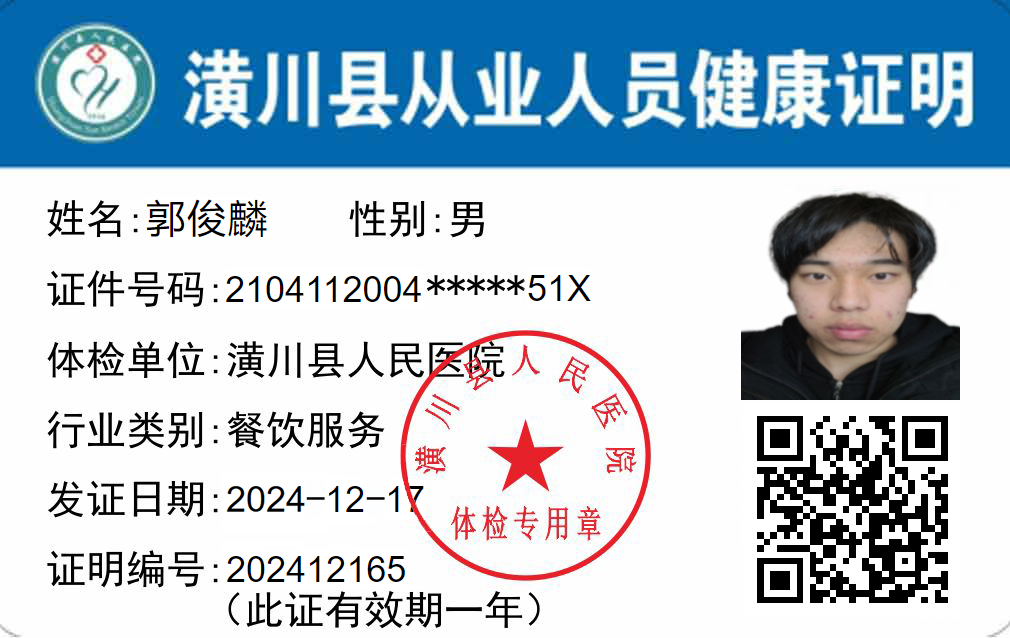 潢川县从业人员健康证明
姓名:郭俊麟 性别:男
证件号码:2104112004*****51X
体检单位:潢川县人民医院
行业类别:餐饮服务
发证日期:2024-12-17
证明编号:202412165
(此证有效期一年)
潢川县人民医院
体检专用章